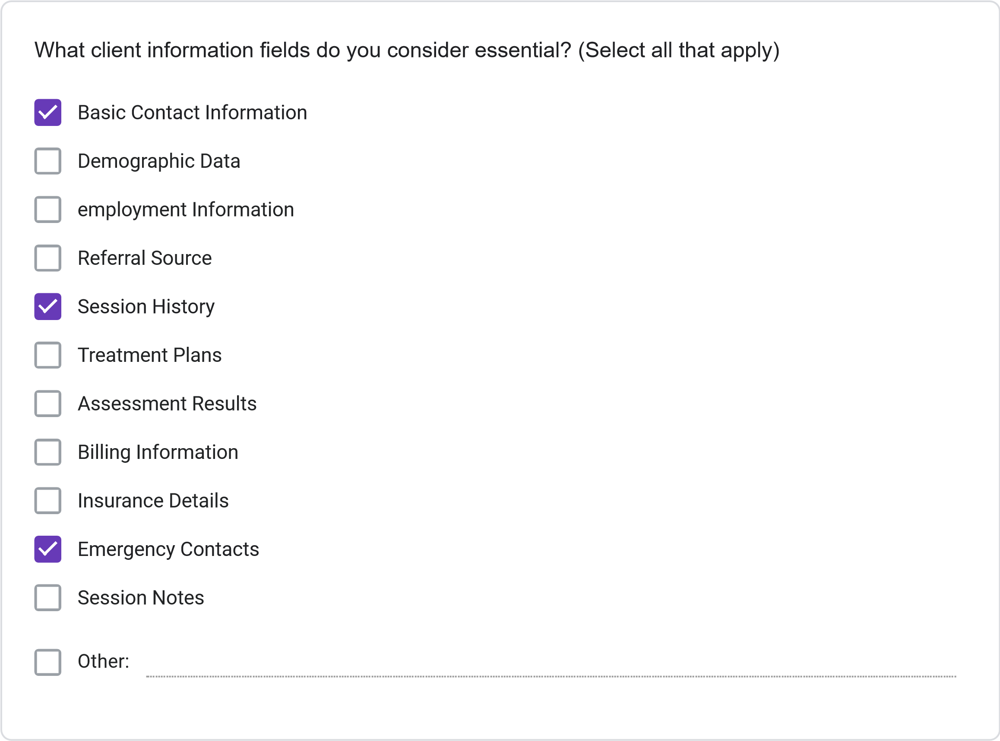 What client information fields do you consider essential? (Select all that apply)
Basic Contact Information
Demographic Data
employment Information
Referral Source
Session History
Treatment Plans
Assessment Results
Billing Information
Insurance Details
Emergency Contacts
Session Notes
Other: